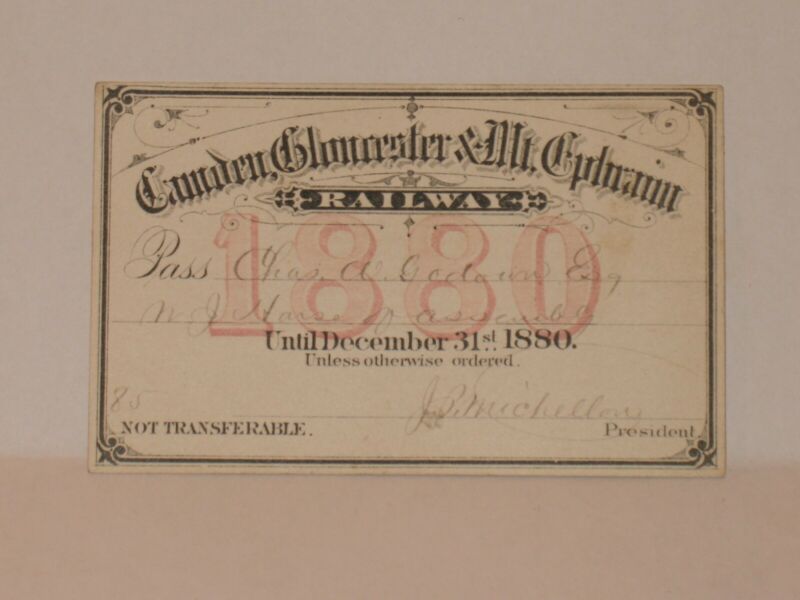 Camden, Gloucester & Mt. Ephraim
RAILWAY.
1880
Pass Chas. W. Godown Esq
N J House of Assembly
Until December 31st. 1880.
Unless otherwise ordered.
85
NOT TRANSFERABLE.
President.